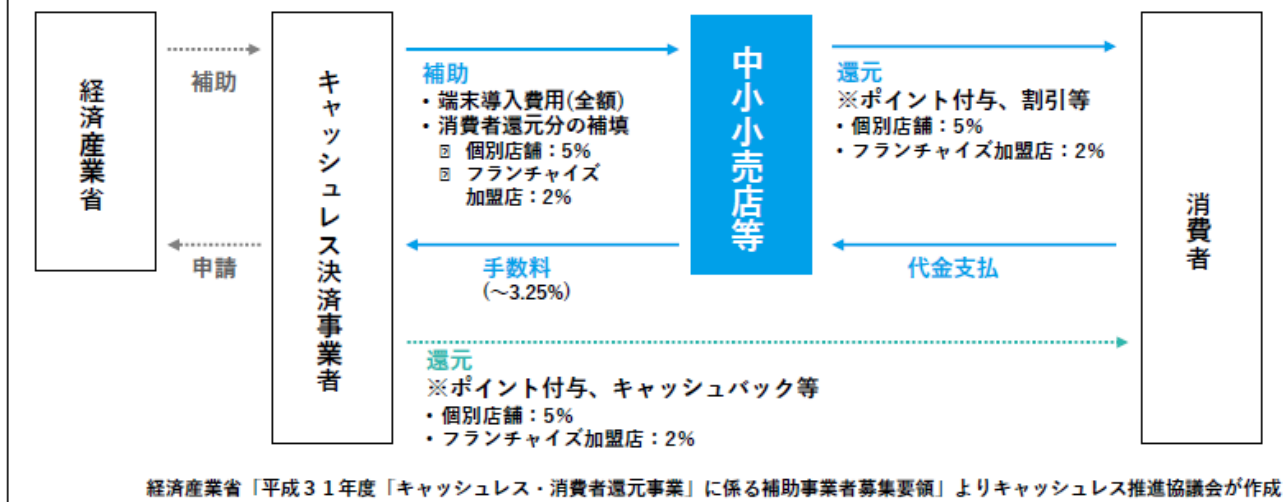 経済産業省
補助
申請
キャッシュレス決済事業者
補助
・端末導入費用(全額)
・消費者還元分の補填
個別店舗：5%
フランチャイズ
加盟店：2%
手数料
(～3.25%)
中小小売店等
還元
※ポイント付与、割引等
・個別店舗：5%
・フランチャイズ加盟店：2%
代金支払
消費者
還元
※ポイント付与、キャッシュバック等
・個別店舗：5%
・フランチャイズ加盟店：2%
経済産業省「平成３１年度「キャッシュレス・消費者還元事業」に係る補助事業者募集要領」よりキャッシュレス推進協議会が作成